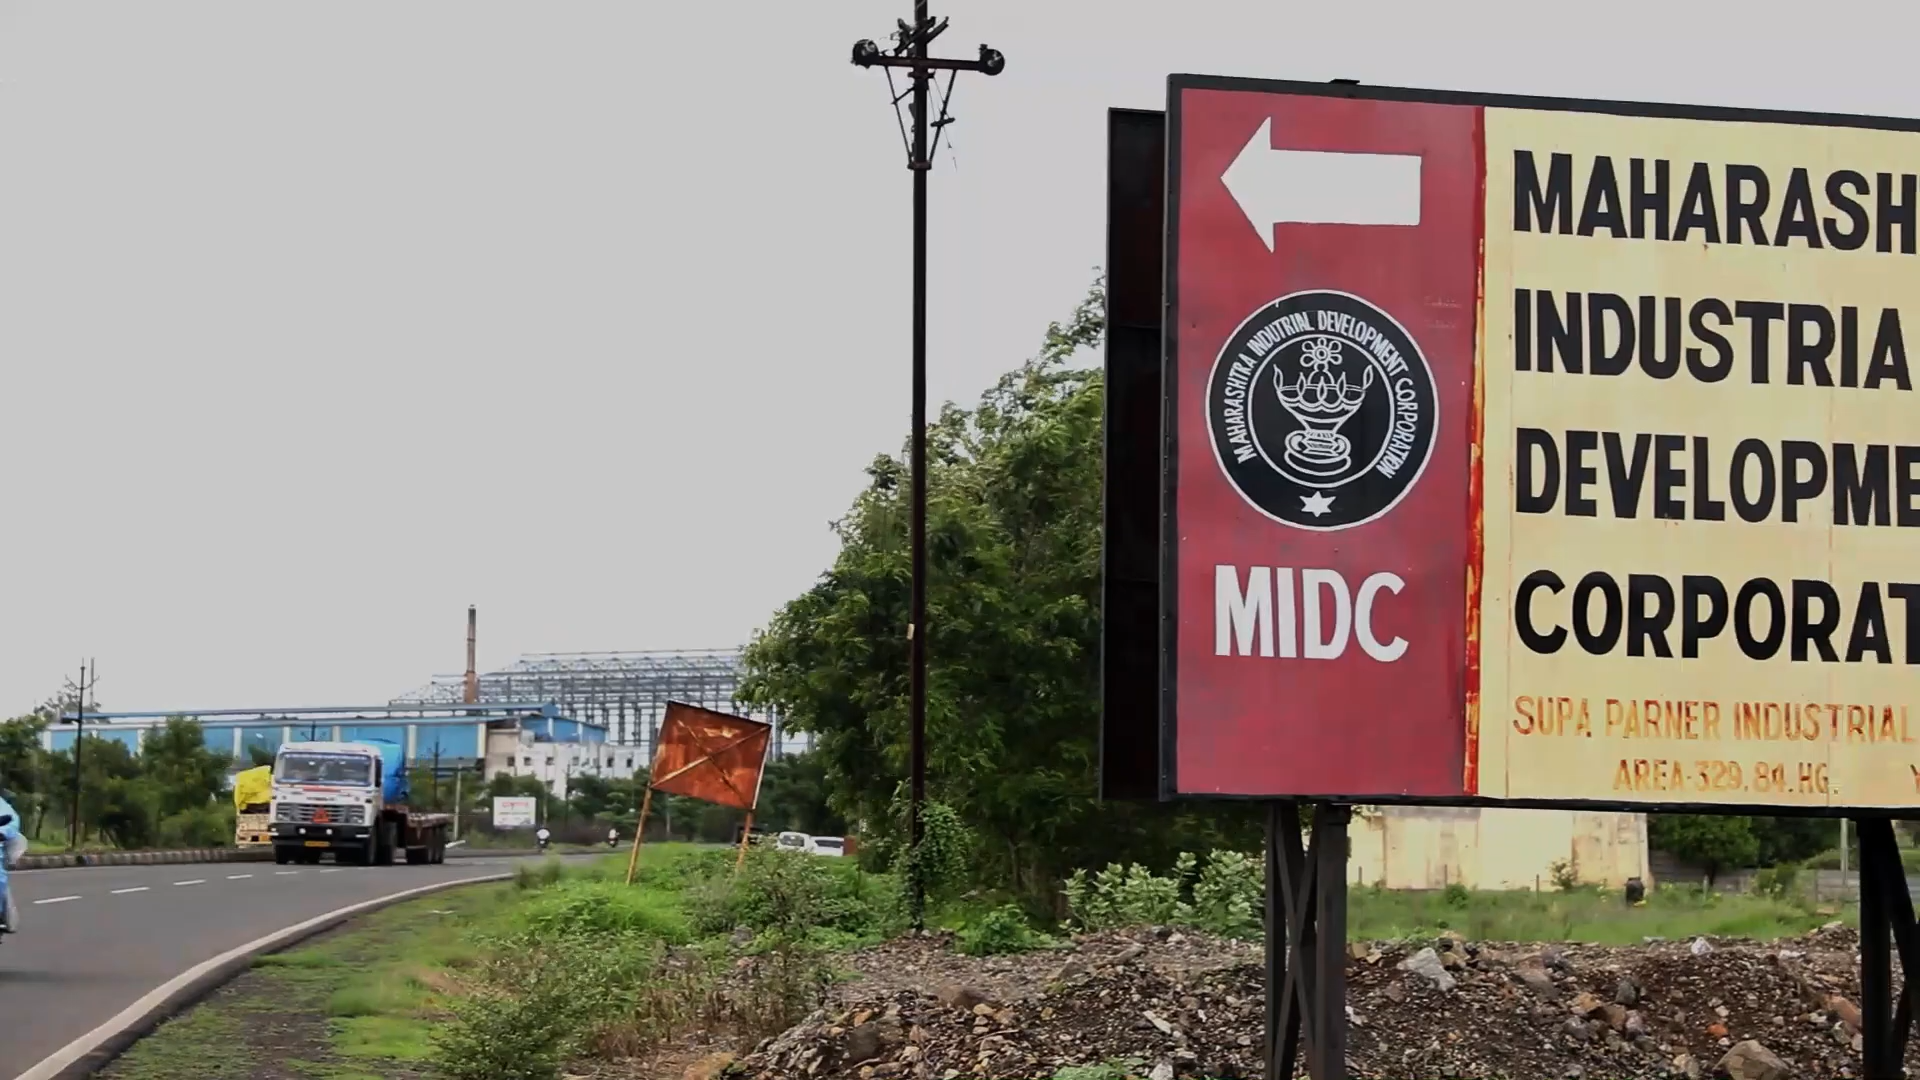 MAHARASHTRA INDUTRIAL DEVELOPMENT CORPORATION
MIDC
MAHARASH
INDUSTRIA
DEVELOPME
CORPORAT
SUPA PARNER INDUSTRIAL
AREA-329.84.HG.